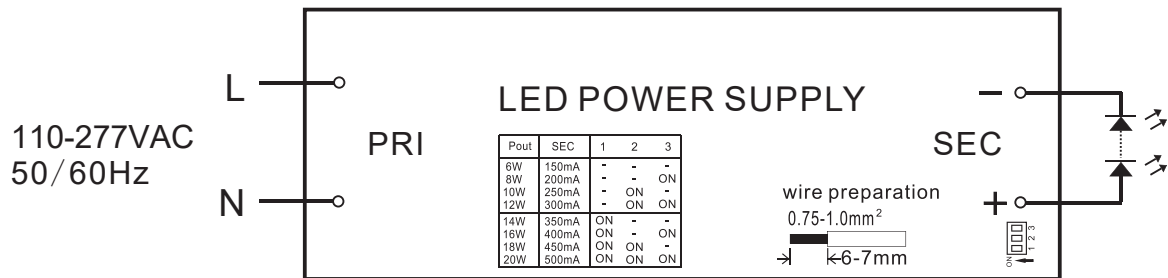 L
110-277VAC
50/60Hz
N
PRI
LED POWER SUPPLY
Pout SEC 1 2 3
6W 150mA - - -
8W 200mA - - ON
10W 250mA - ON -
12W 300mA - ON ON
14W 350mA ON - -
16W 400mA ON - ON
18W 450mA ON ON -
20W 500mA ON ON ON
wire preparation
0.75-1.0mm²
6-7mm
-
SEC
+
1 2 3
ON